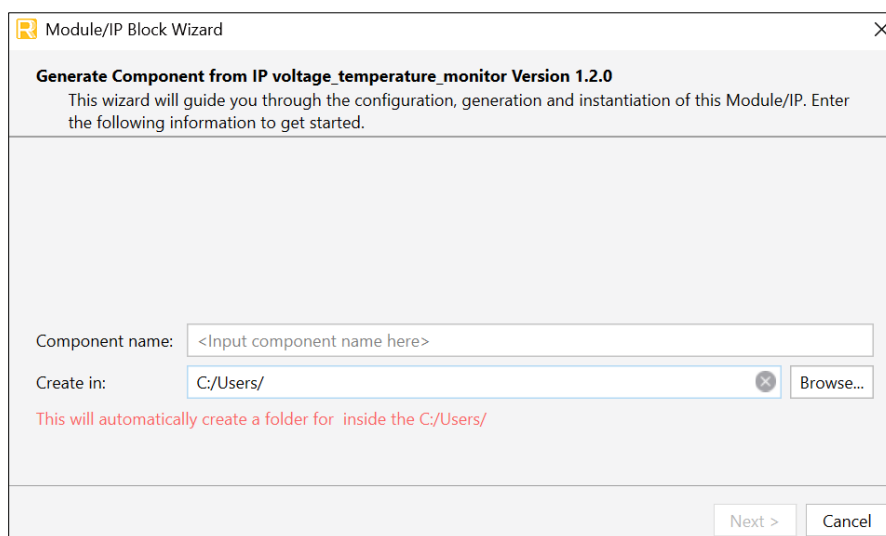 Module/IP Block Wizard
Generate Component from IP voltage_temperature_monitor Version 1.2.0
This wizard will guide you through the configuration, generation and instantiation of this Module/IP. Enter
the following information to get started.
Component name: <Input component name here>
Create in: C:/Users/ Browse...
This will automatically create a folder for  inside the C:/Users/
Next > Cancel